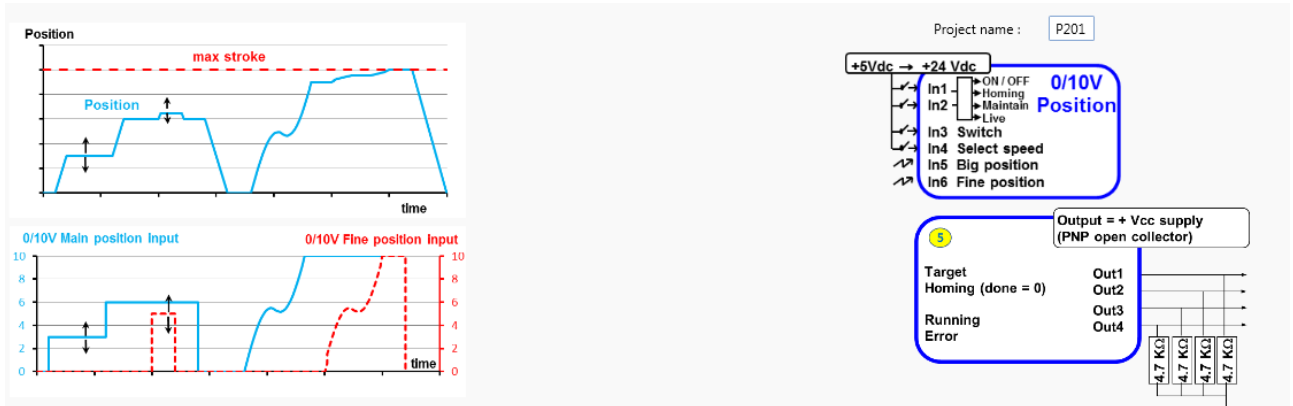 Position
max stroke
Position
time
0/10V Main position Input
0/10V Fine position Input
10
8
6
4
2
0
10
8
6
4
2
0
time
Project name :
P201
+5Vdc → +24 Vdc
0/10V
Position
In1
ON / OFF
Homing
In2
Maintain
Live
In3 Switch
In4 Select speed
In5 Big position
In6 Fine position
Output = + Vcc supply
(PNP open collector)
5
Target
Out1
Homing (done = 0)
Out2
Out3
Running
Out4
Error
4.7 KΩ
4.7 KΩ
4.7 KΩ
4.7 KΩ